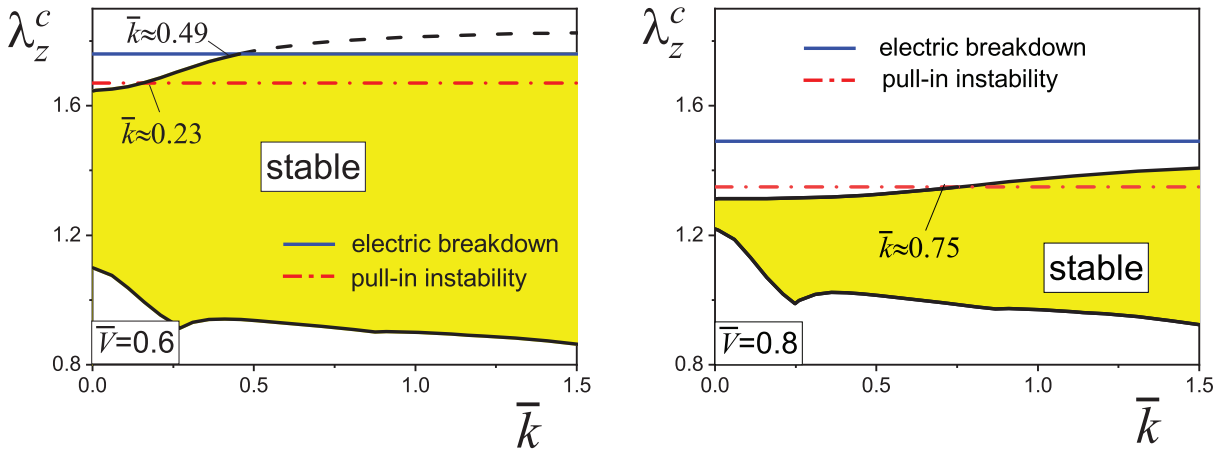 λ_z^c
k̄≈0.49
1.6
k̄≈0.23
stable
1.2
electric breakdown
pull-in instability
V̄=0.6
0.8
0.0 0.5 1.0 1.5
k̄
λ_z^c
electric breakdown
pull-in instability
1.6
1.2
k̄≈0.75
stable
V̄=0.8
0.8
0.0 0.5 1.0 1.5
k̄